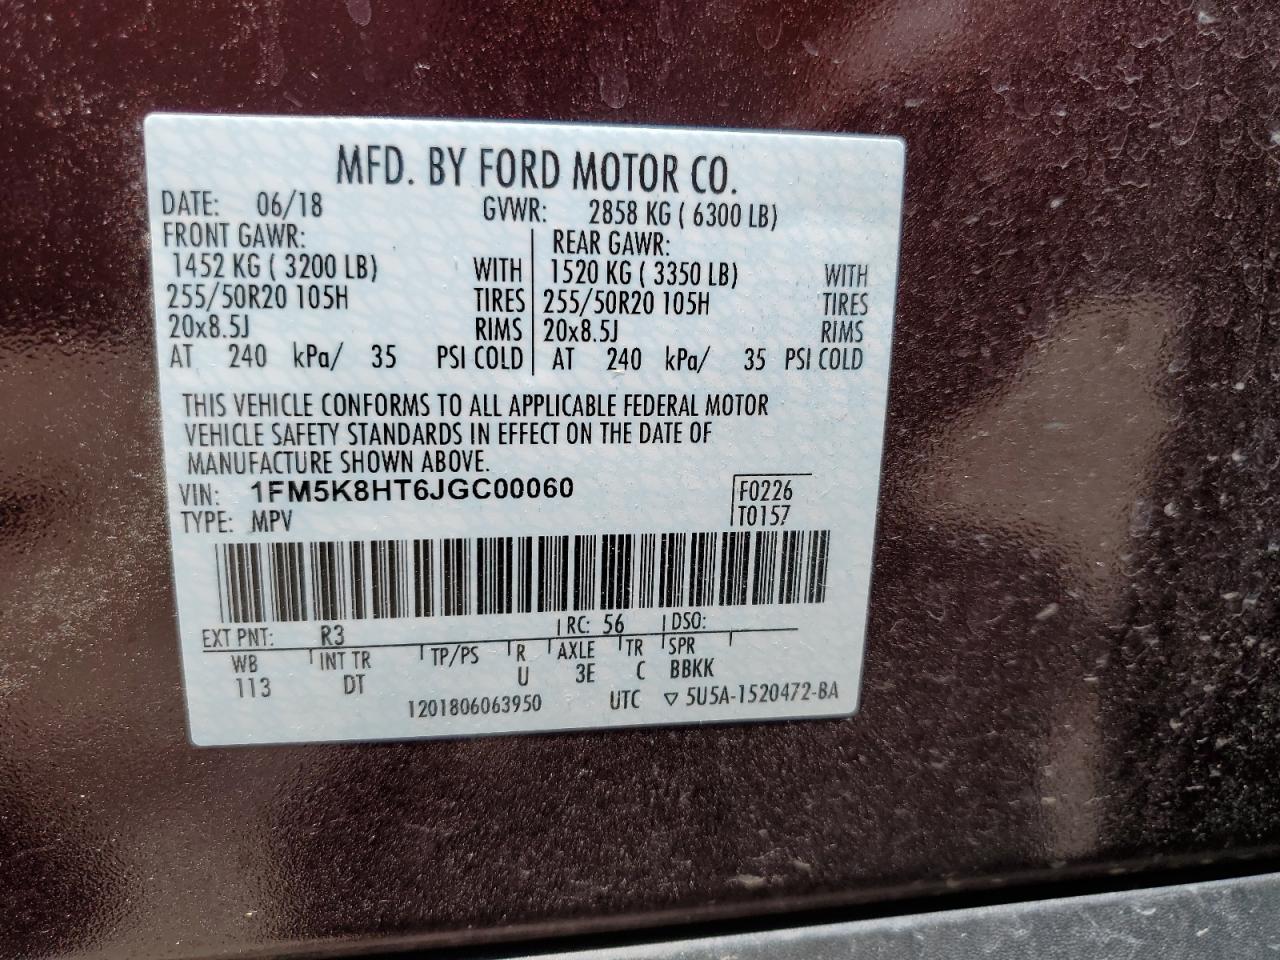 MFD. BY FORD MOTOR CO.
DATE: 06/18 GVWR: 2858 KG ( 6300 LB)
FRONT GAWR: REAR GAWR:
1452 KG ( 3200 LB) WITH 1520 KG ( 3350 LB) WITH
255/50R20 105H TIRES 255/50R20 105H TIRES
20x8.5J RIMS 20x8.5J RIMS
AT 240 kPa/ 35 PSI COLD AT 240 kPa/ 35 PSI COLD
THIS VEHICLE CONFORMS TO ALL APPLICABLE FEDERAL MOTOR
VEHICLE SAFETY STANDARDS IN EFFECT ON THE DATE OF
MANUFACTURE SHOWN ABOVE.
VIN: 1FM5K8HT6JGC00060 F0226
TYPE: MPV T0157
EXT PNT: R3 RC: 56 DSO:
WB INT TR TP/PS R AXLE TR SPR
113 DT U 3E C BBKK
1201806063950 UTC ▽ 5U5A-1520472-BA